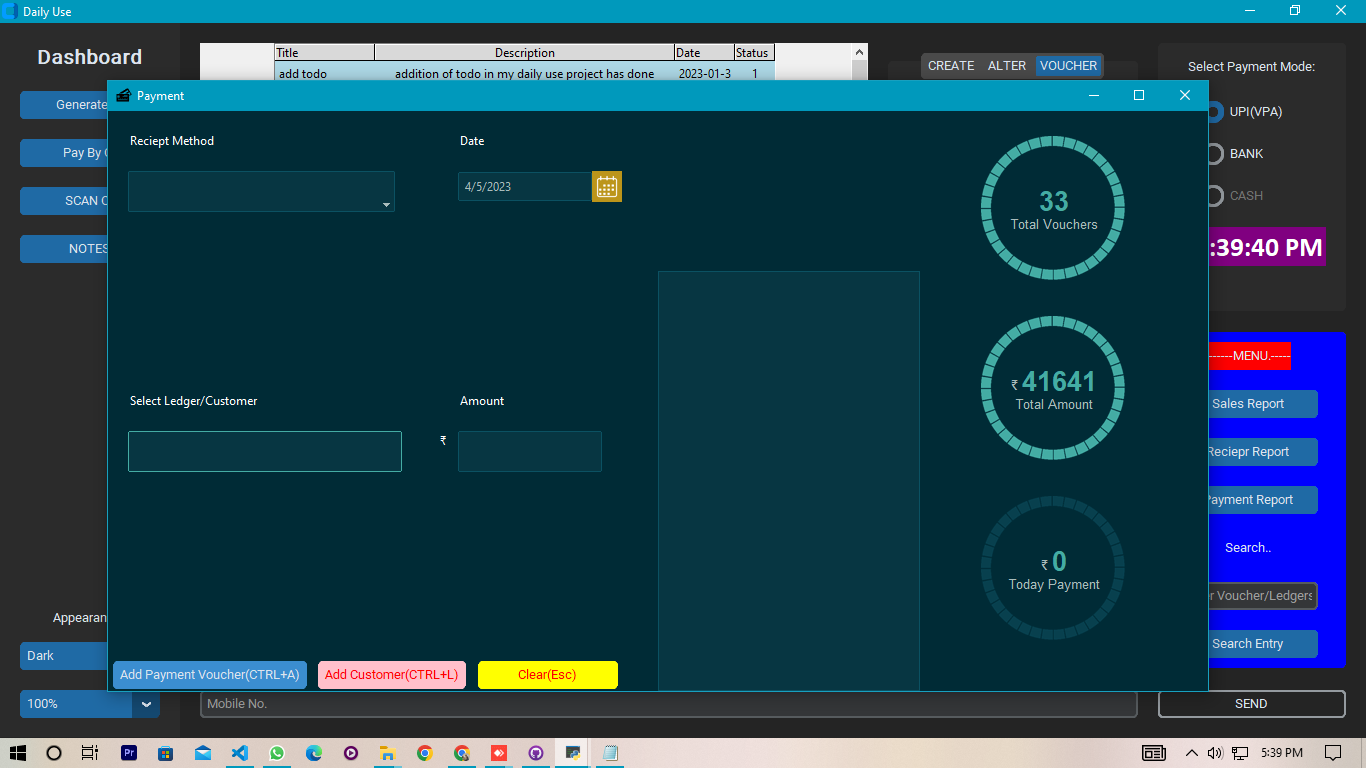 Daily Use
Dashboard
Title Description Date Status
add todo addition of todo in my daily use project has done 2023-01-3 1
CREATE ALTER VOUCHER
Select Payment Mode:
Generate
Pay By
SCAN
NOTES
Payment
Reciept Method
Date
4/5/2023
33
Total Vouchers
Select Ledger/Customer
Amount
₹
₹ 41641
Total Amount
₹ 0
Today Payment
Add Payment Voucher(CTRL+A)
Add Customer(CTRL+L)
Clear(Esc)
UPI(VPA)
BANK
CASH
:39:40 PM
------MENU.-----
Sales Report
Reciepr Report
Payment Report
Search..
r Voucher/Ledgers
Search Entry
Appearan
Dark
100%
Mobile No.
SEND
Pr
5:39 PM